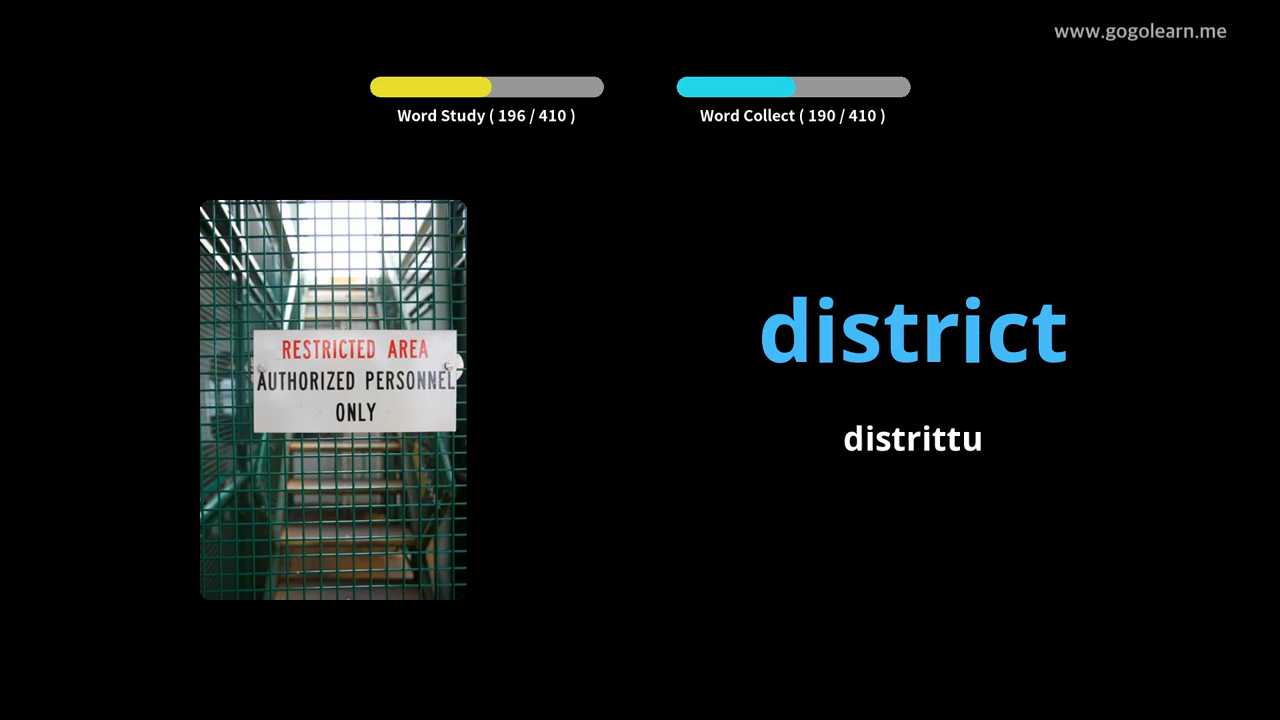 www.gogolearn.me
Word Study ( 196 / 410 )
Word Collect ( 190 / 410 )
RESTRICTED AREA
AUTHORIZED PERSONNEL
ONLY
district
distrittu